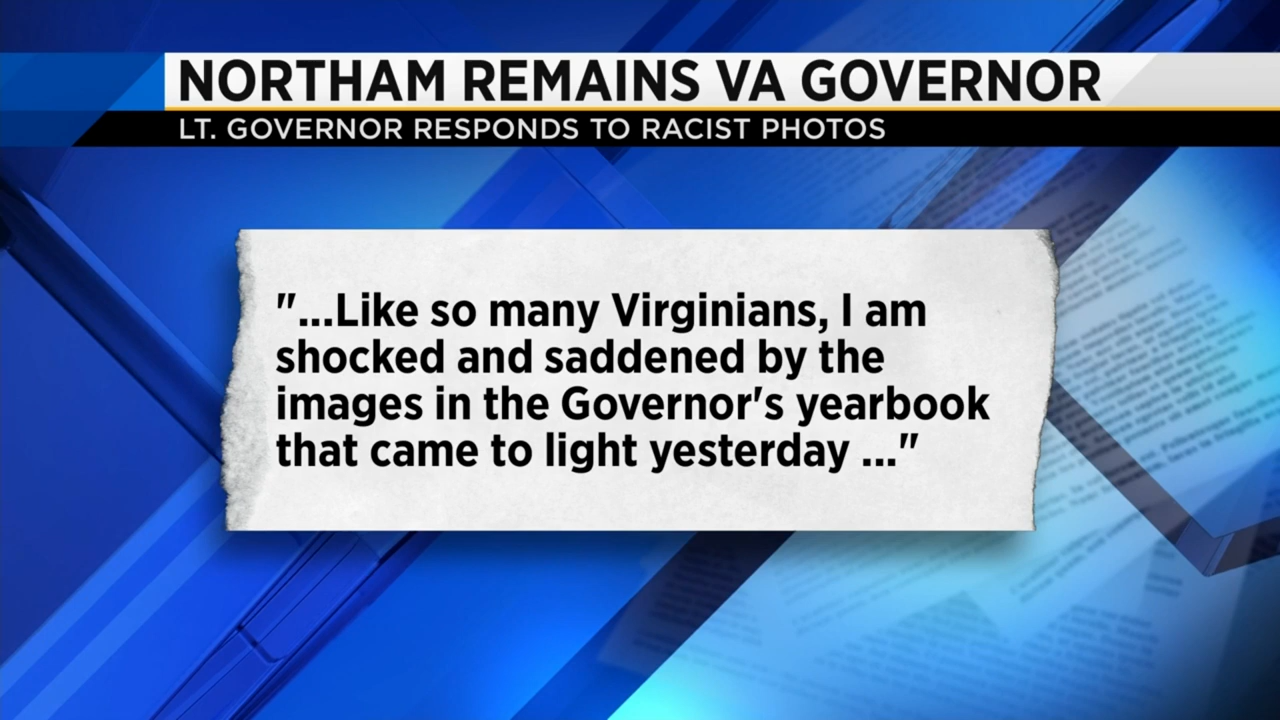 NORTHAM REMAINS VA GOVERNOR
LT. GOVERNOR RESPONDS TO RACIST PHOTOS
"...Like so many Virginians, I am
shocked and saddened by the
images in the Governor's yearbook
that came to light yesterday ..."